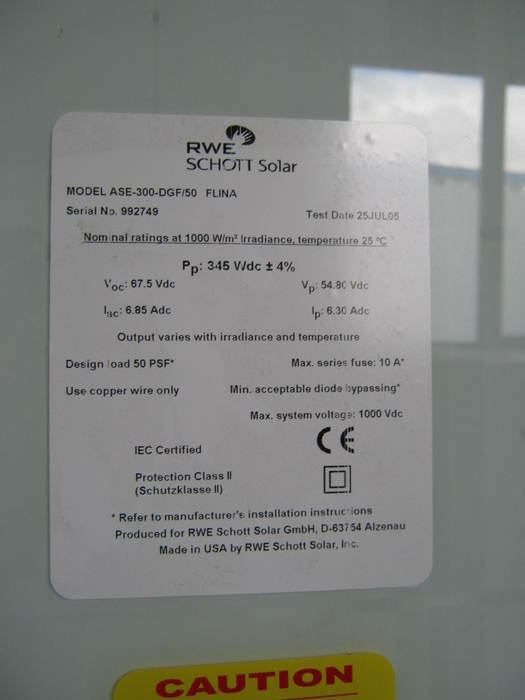 RWE
SCHOTT Solar
MODEL ASE-300-DGF/50 FLINA
Serial No. 992749
Test Date 25JUL05
Nominal ratings at 1000 W/m² Irradiance, temperature 25 °C
Pp: 345 Wdc ± 4%
Voc: 67.5 Vdc
Vp: 54.80 Vdc
Isc: 6.85 Adc
Ip: 6.30 Adc
Output varies with irradiance and temperature
Design load 50 PSF*
Max. series fuse: 10 A*
Use copper wire only
Min. acceptable diode bypassing*
Max. system voltage: 1000 Vdc
IEC Certified
CE
Protection Class II
(Schutzklasse II)
* Refer to manufacturer's installation instructions
Produced for RWE Schott Solar GmbH, D-63754 Alzenau
Made in USA by RWE Schott Solar, Inc.
CAUTION